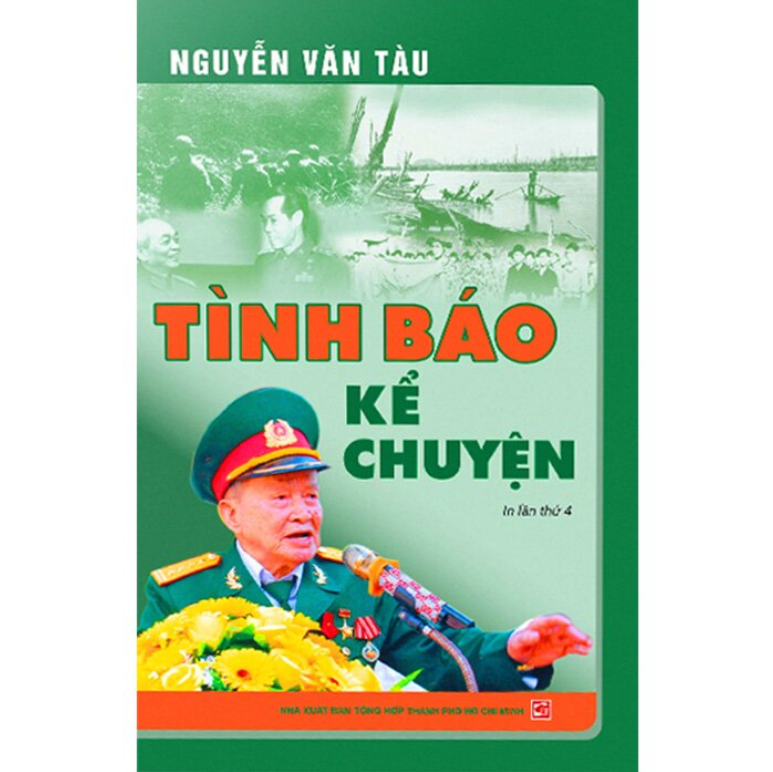 NGUYỄN VĂN TÀU
TÌNH BÁO
KỂ
CHUYỆN
In lần thứ 4
NHÀ XUẤT BẢN TỔNG HỢP THÀNH PHỐ HỒ CHÍ MINH